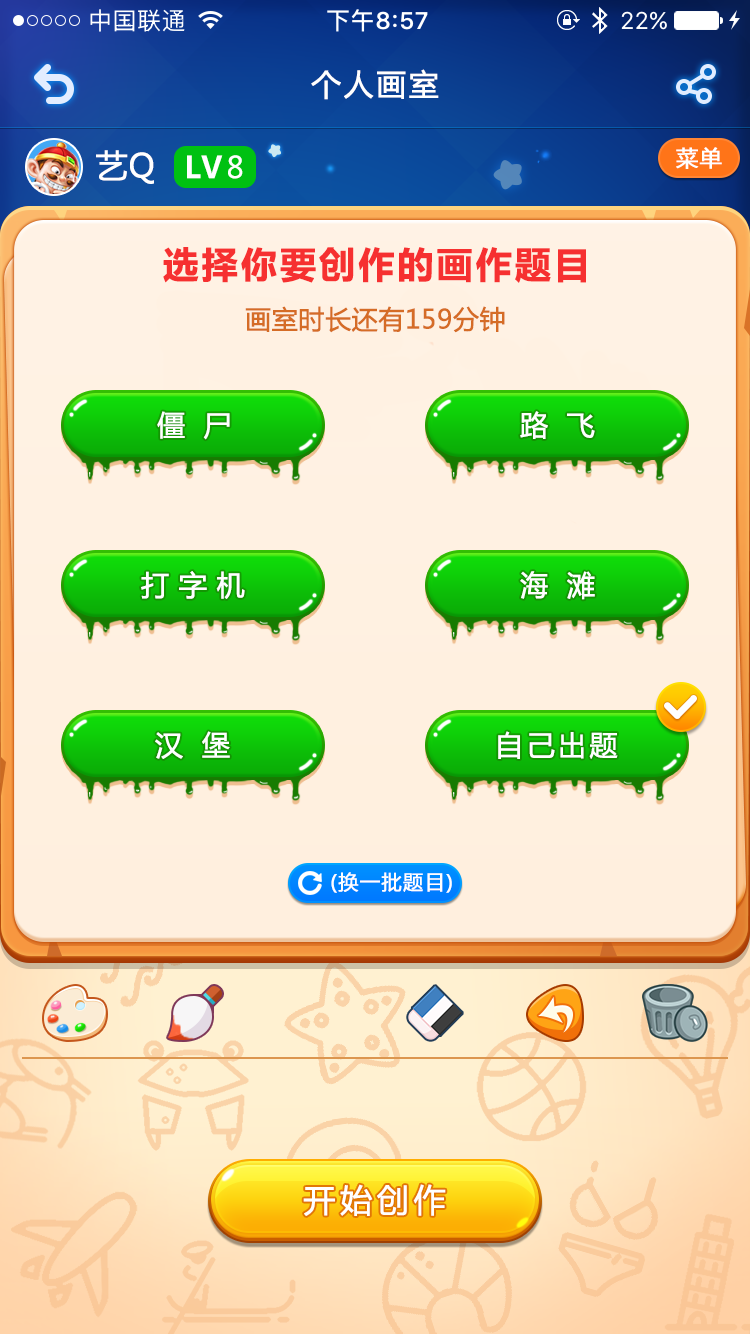 中国联通 下午8:57 22%
个人画室
艺Q LV8 菜单
选择你要创作的画作题目
画室时长还有159分钟
僵尸 路飞
打字机 海滩
汉堡 自己出题
(换一批题目)
开始创作